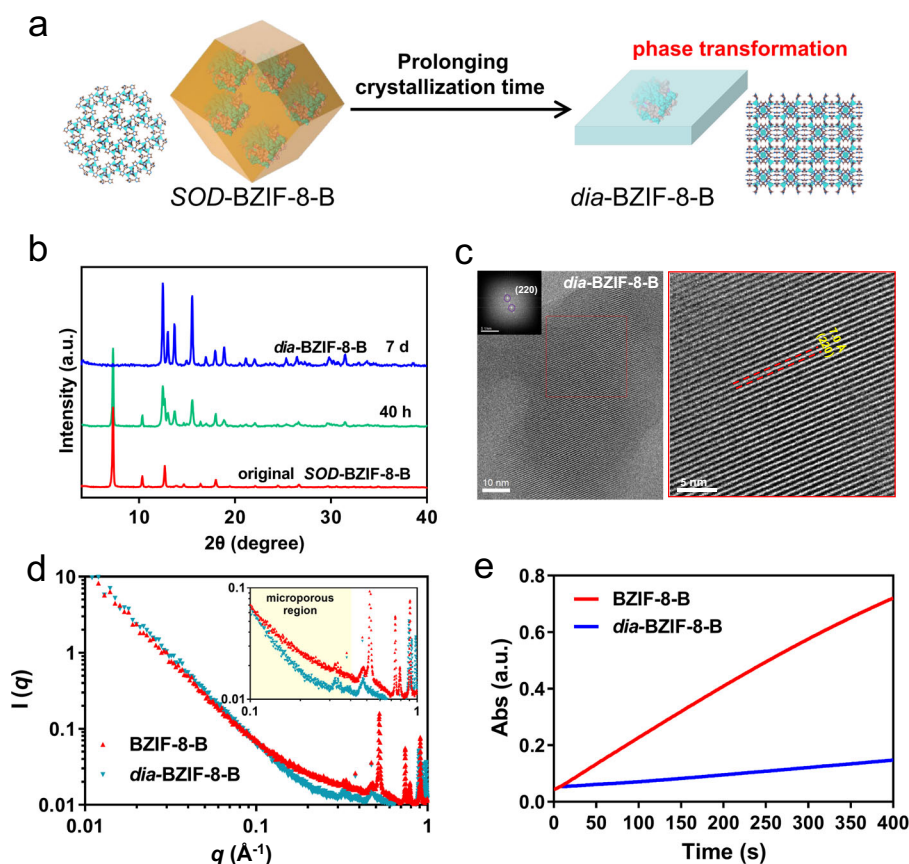 a
Prolonging
crystallization time
phase transformation
SOD-BZIF-8-B
dia-BZIF-8-B
b
Intensity (a.u.)
dia-BZIF-8-B 7 d
40 h
original SOD-BZIF-8-B
10 20 30 40
2θ (degree)
c
(220)
dia-BZIF-8-B
10 nm
7.0 Å
(220)
5 nm
d
I (q)
10
1
0.1
0.01
0.1
0.01
microporous
region
0.1 1
BZIF-8-B
dia-BZIF-8-B
0.01 0.1 1
q (Å-1)
e
Abs (a.u.)
0.8
0.6
0.4
0.2
0.0
BZIF-8-B
dia-BZIF-8-B
0 50 100 150 200 250 300 350 400
Time (s)